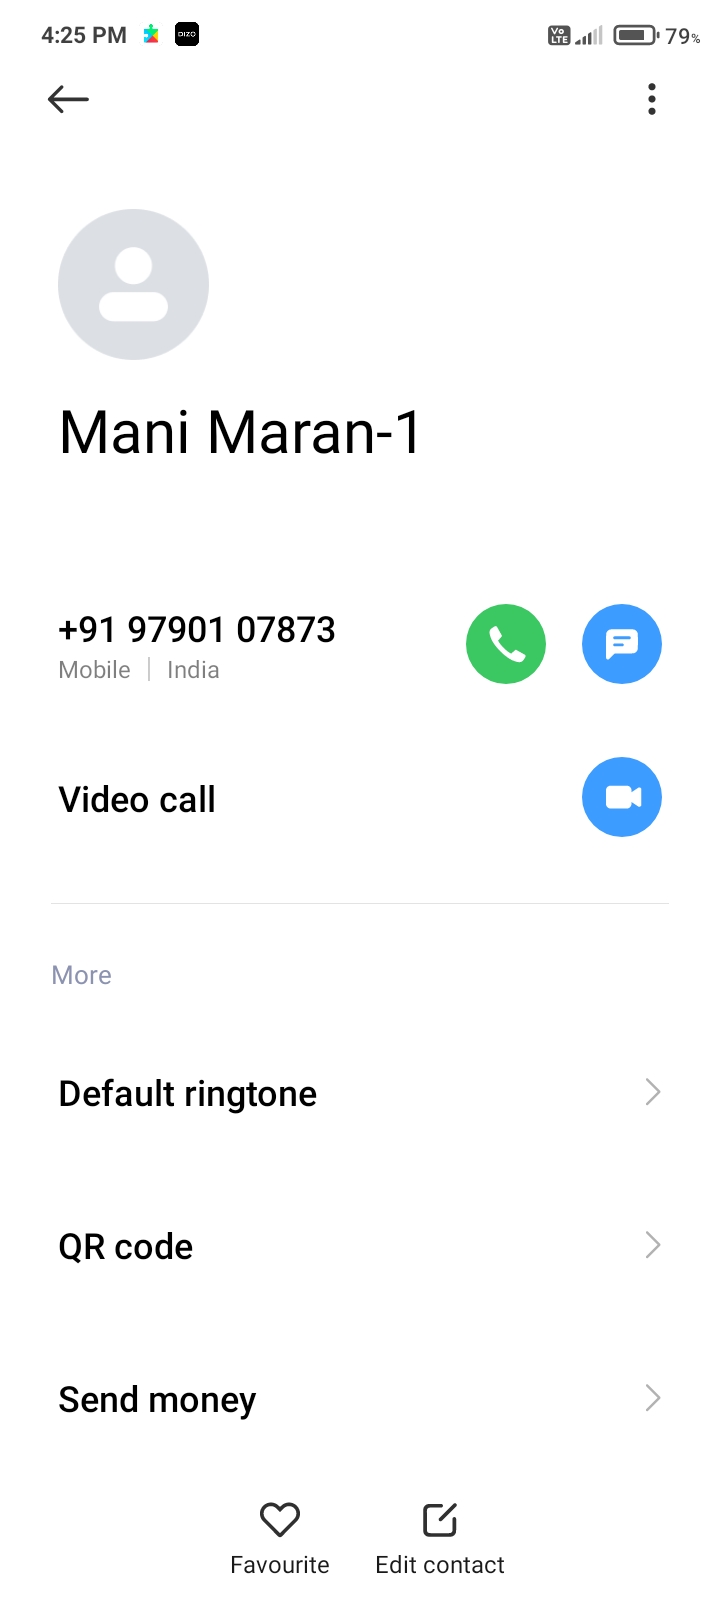 4:25 PM DIZO Vo LTE 79%
Mani Maran-1
+91 97901 07873
Mobile India
Video call
More
Default ringtone
QR code
Send money
Favourite Edit contact